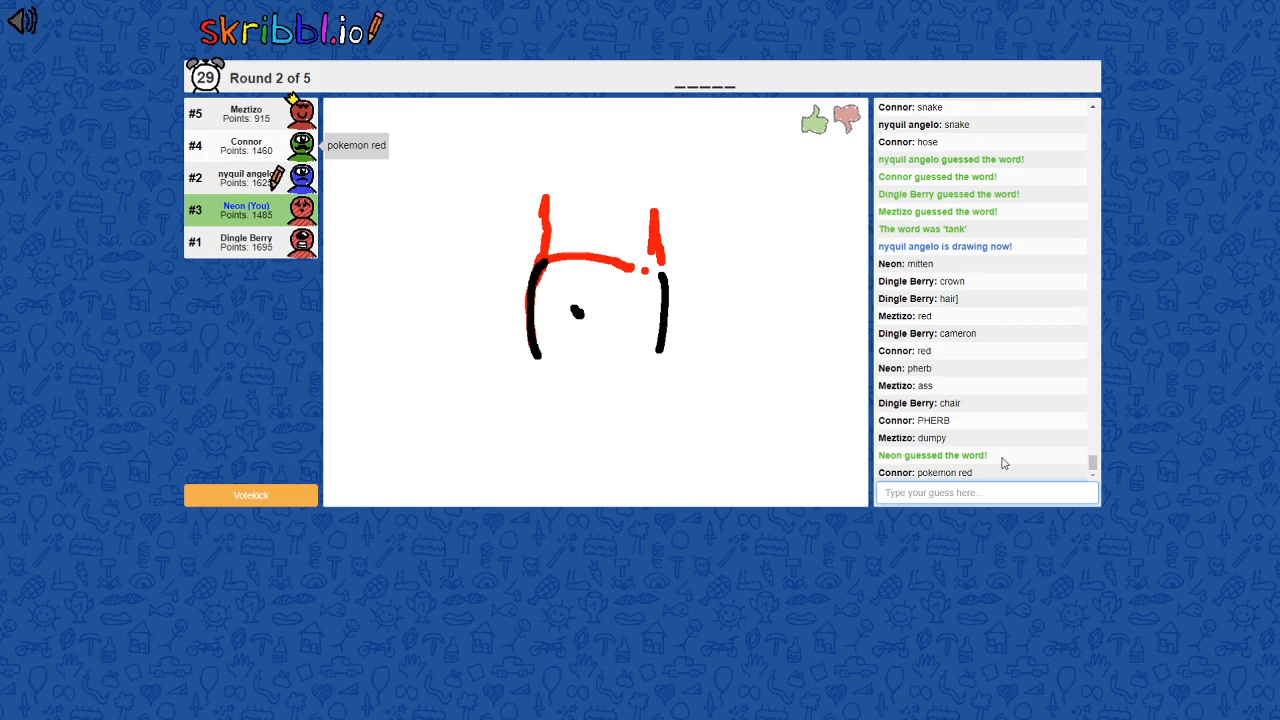 skribbl.io
29
Round 2 of 5
_____
#5
Meztizo
Points: 915
#4
Connor
Points: 1460
pokemon red
#2
nyquil angelo
#3
Neon (You)
Points: 1485
#1
Dingle Berry
Points: 1695
Votekick
Connor: snake
nyquil angelo: snake
Connor: hose
nyquil angelo guessed the word!
Connor guessed the word!
Dingle Berry guessed the word!
Meztizo guessed the word!
The word was 'tank'
nyquil angelo is drawing now!
Neon: mitten
Dingle Berry: crown
Dingle Berry: hair]
Meztizo: red
Dingle Berry: cameron
Connor: red
Neon: pherb
Meztizo: ass
Dingle Berry: chair
Connor: PHERB
Meztizo: dumpy
Neon guessed the word!
Connor: pokemon red
Type your guess here...